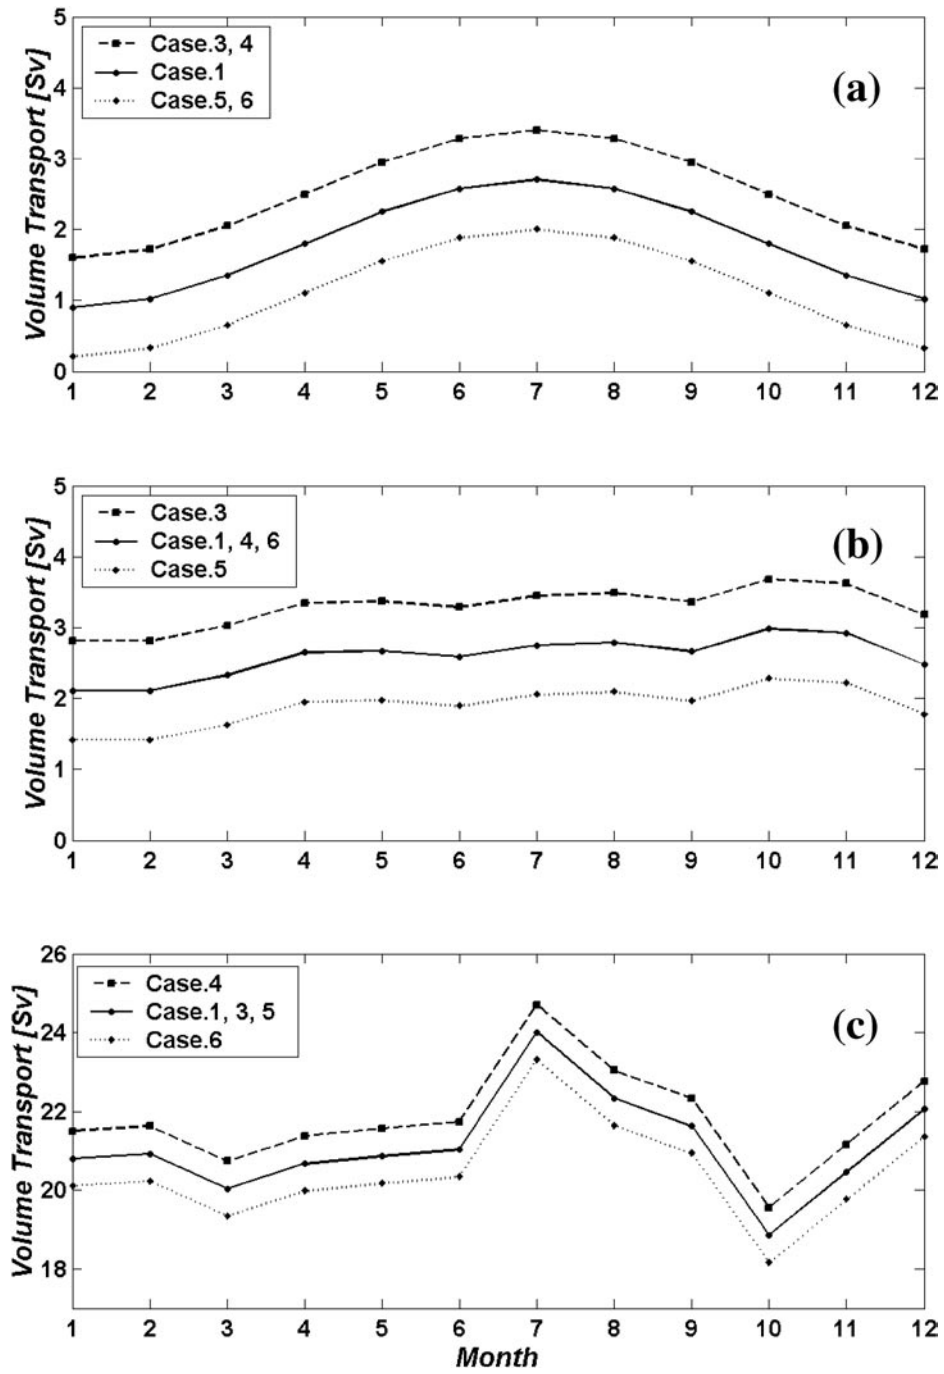 5
Case.3, 4
Case.1
Case.5, 6
(a)
4
3
2
1
0
Volume Transport [Sv]
1 2 3 4 5 6 7 8 9 10 11 12
5
Case.3
Case.1, 4, 6
Case.5
(b)
4
3
2
1
0
Volume Transport [Sv]
1 2 3 4 5 6 7 8 9 10 11 12
26
Case.4
Case.1, 3, 5
Case.6
(c)
24
22
20
18
Volume Transport [Sv]
1 2 3 4 5 6 7 8 9 10 11 12
Month